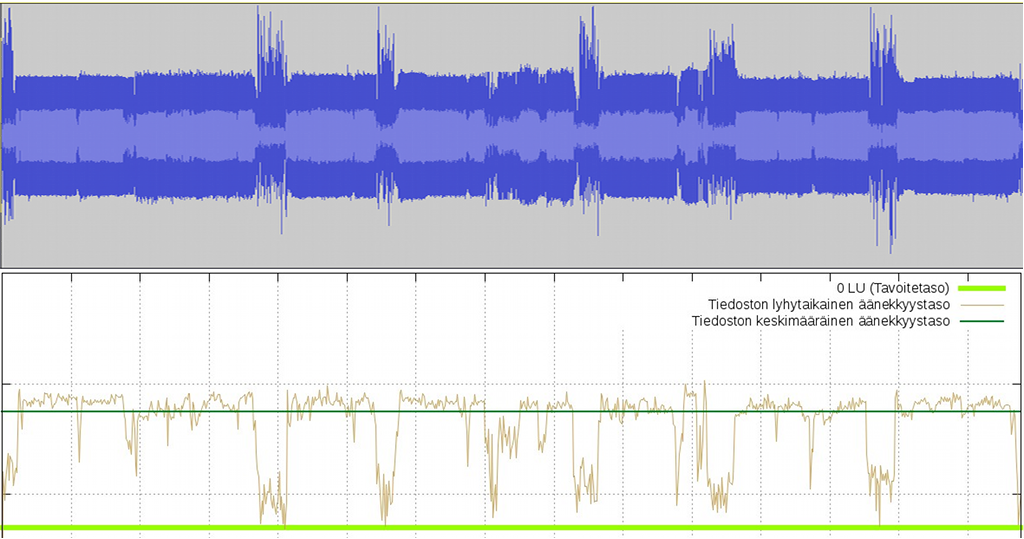 0 LU (Tavoitetaso)
Tiedoston lyhytaikainen äänekkyystaso
Tiedoston keskimääräinen äänekkyystaso